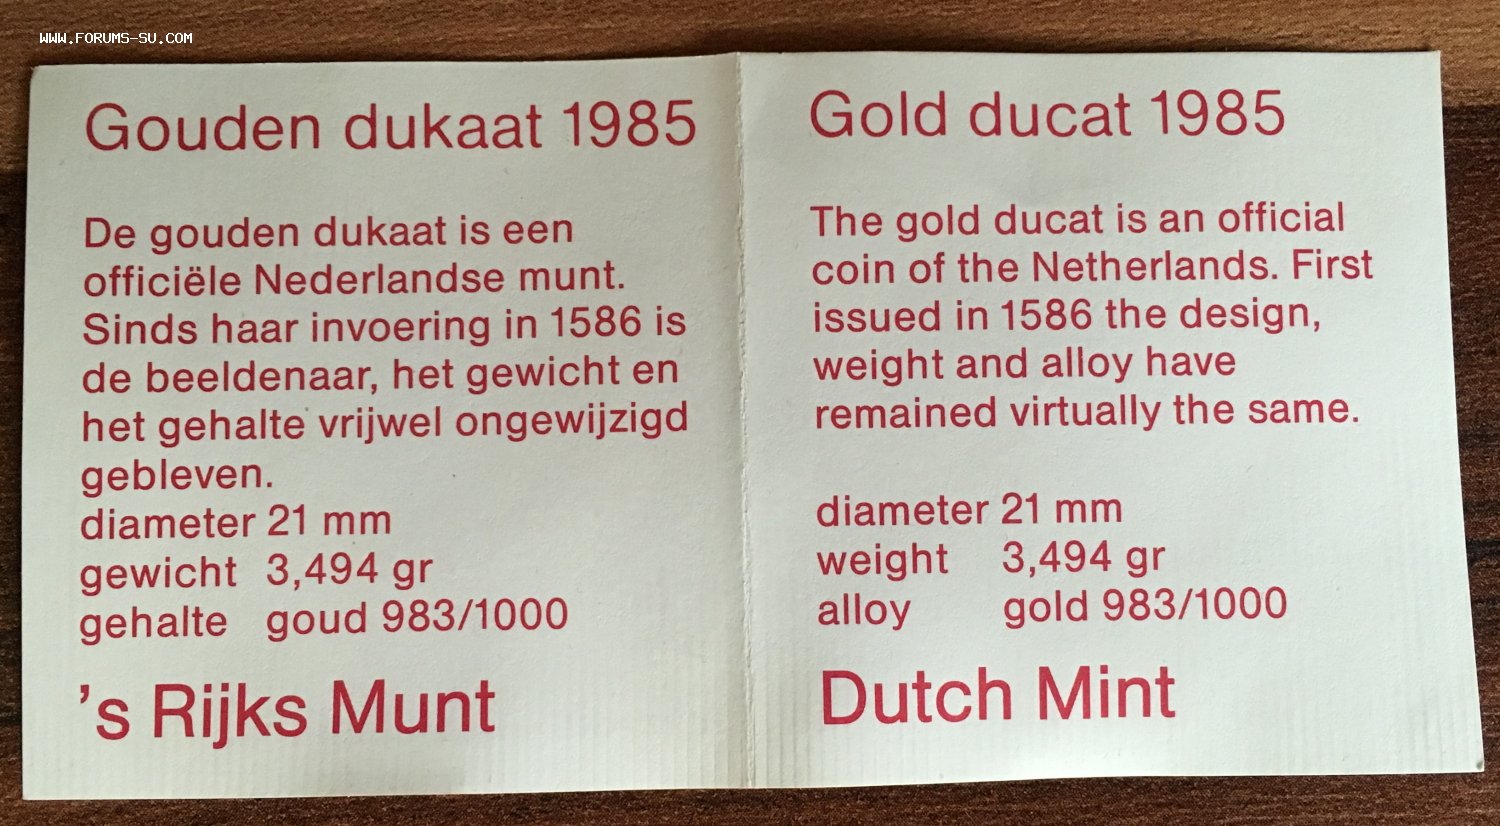 WWW.FORUMS-SU.COM
Gouden dukaat 1985
De gouden dukaat is een
officiële Nederlandse munt.
Sinds haar invoering in 1586 is
de beeldenaar, het gewicht en
het gehalte vrijwel ongewijzigd
gebleven.
diameter 21 mm
gewicht 3,494 gr
gehalte goud 983/1000
's Rijks Munt
Gold ducat 1985
The gold ducat is an official
coin of the Netherlands. First
issued in 1586 the design,
weight and alloy have
remained virtually the same.
diameter 21 mm
weight 3,494 gr
alloy gold 983/1000
Dutch Mint